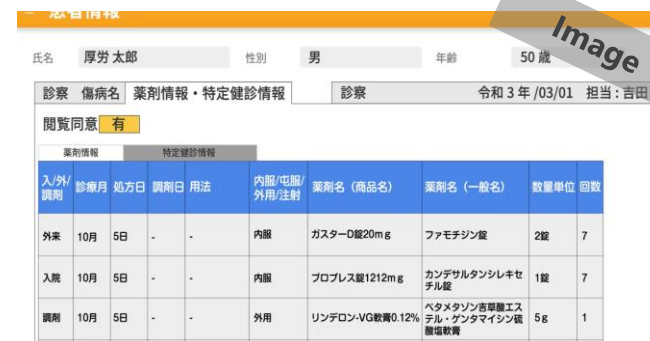 患者情報
Image
氏名 厚労 太郎 性別 男 年齢 50 歳
診察 傷病名 薬剤情報・特定健診情報 診察 令和 3 年 /03/01 担当 : 吉田
閲覧同意 有
薬剤情報 特定健診情報
入/外/調剤 診療月 処方日 調剤日 用法 内服/屯服/外用/注射 薬剤名（商品名） 薬剤名（一般名） 数量単位 回数
外来 10月 5日 - - 内服 ガスターD錠20mg ファモチジン錠 2錠 7
入院 10月 5日 - - 内服 ブロプレス錠1212mg カンデサルタンシレキセチル錠 1錠 7
調剤 10月 5日 - - 外用 リンデロン-VG軟膏0.12% ベタメタゾン吉草酸エステル・ゲンタマイシン硫酸塩軟膏 5g 1